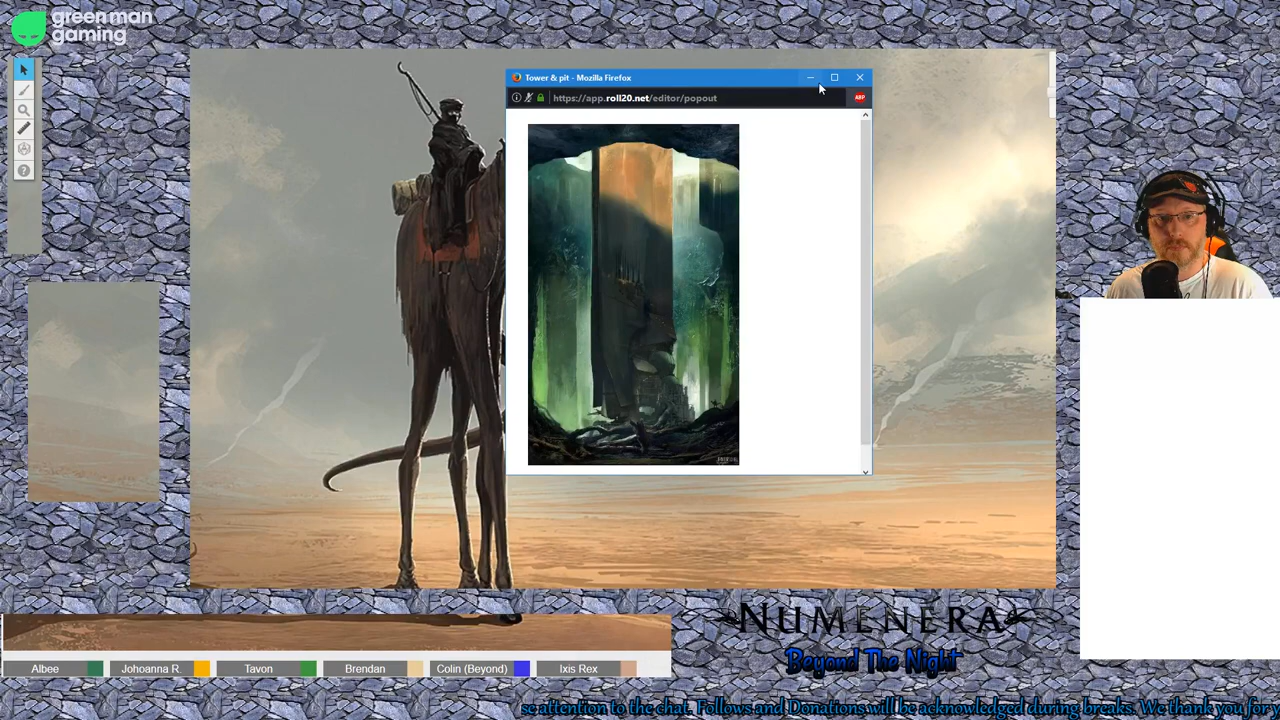 greenman
gaming
Tower & pit - Mozilla Firefox
https://app.roll20.net/editor/popout
ABP
NUMENERA
Beyond The Night
Albee
Johoanna R.
Tavon
Brendan
Colin (Beyond)
Ixis Rex
se attention to the chat. Follows and Donations will be acknowledged during breaks. We thank you for y